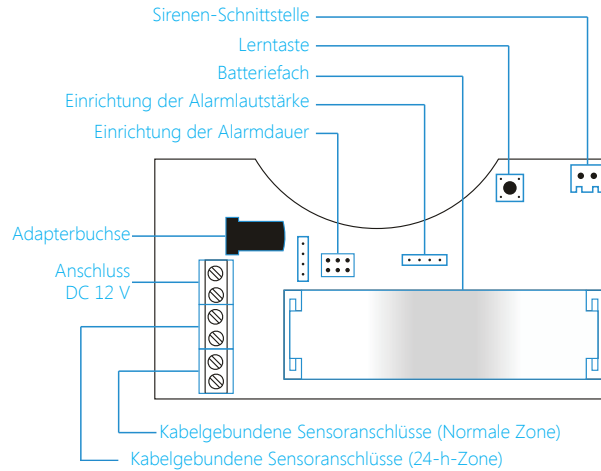 Sirenen-Schnittstelle
Lerntaste
Batteriefach
Einrichtung der Alarmlautstärke
Einrichtung der Alarmdauer
Adapterbuchse
Anschluss
DC 12 V
Kabelgebundene Sensoranschlüsse (Normale Zone)
Kabelgebundene Sensoranschlüsse (24-h-Zone)